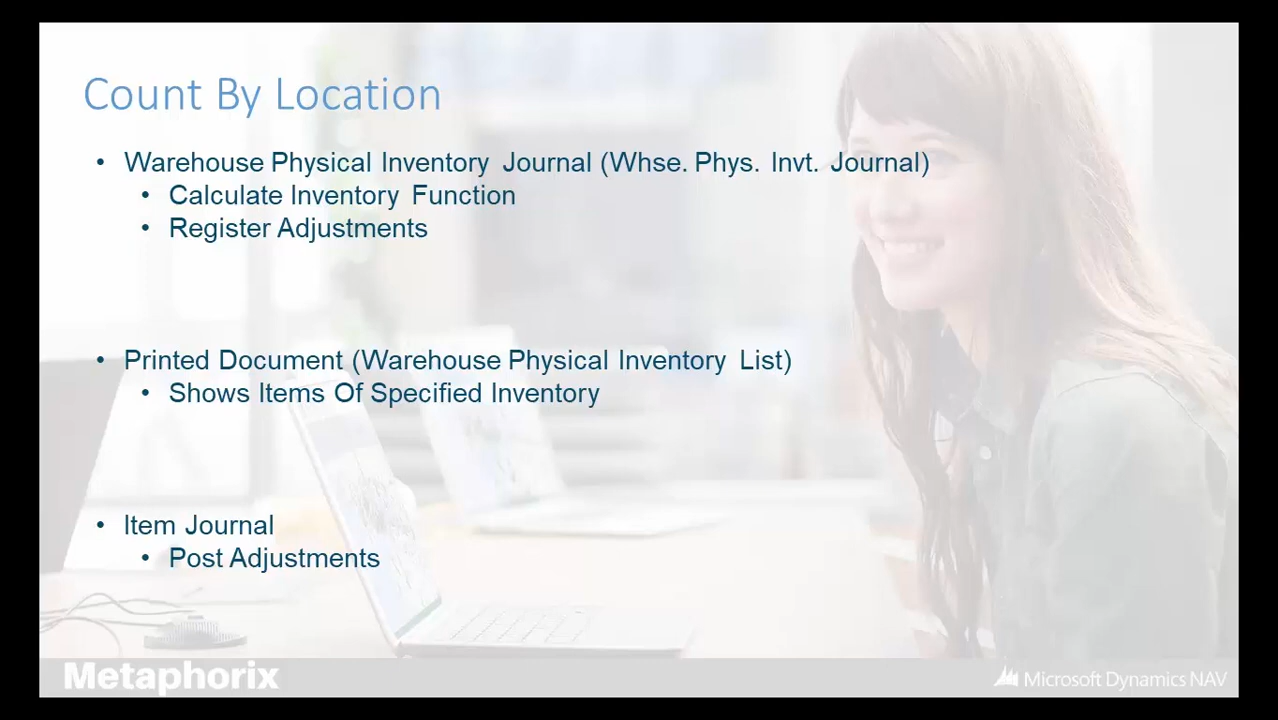 Count By Location
• Warehouse Physical Inventory Journal (Whse. Phys. Invt. Journal)
• Calculate Inventory Function
• Register Adjustments
• Printed Document (Warehouse Physical Inventory List)
• Shows Items Of Specified Inventory
• Item Journal
• Post Adjustments
Metaphorix
Microsoft Dynamics NAV